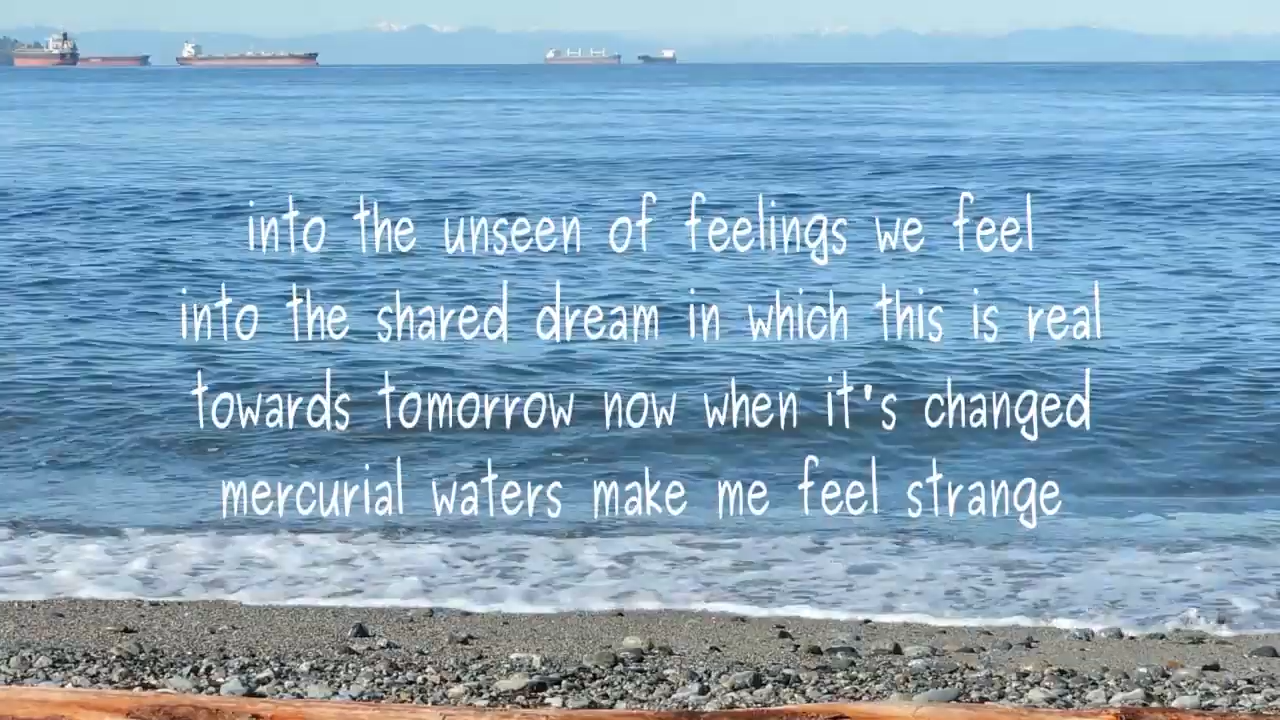 into the unseen of feelings we feel
into the shared dream in which this is real
towards tomorrow now when it's changed
mercurial waters make me feel strange